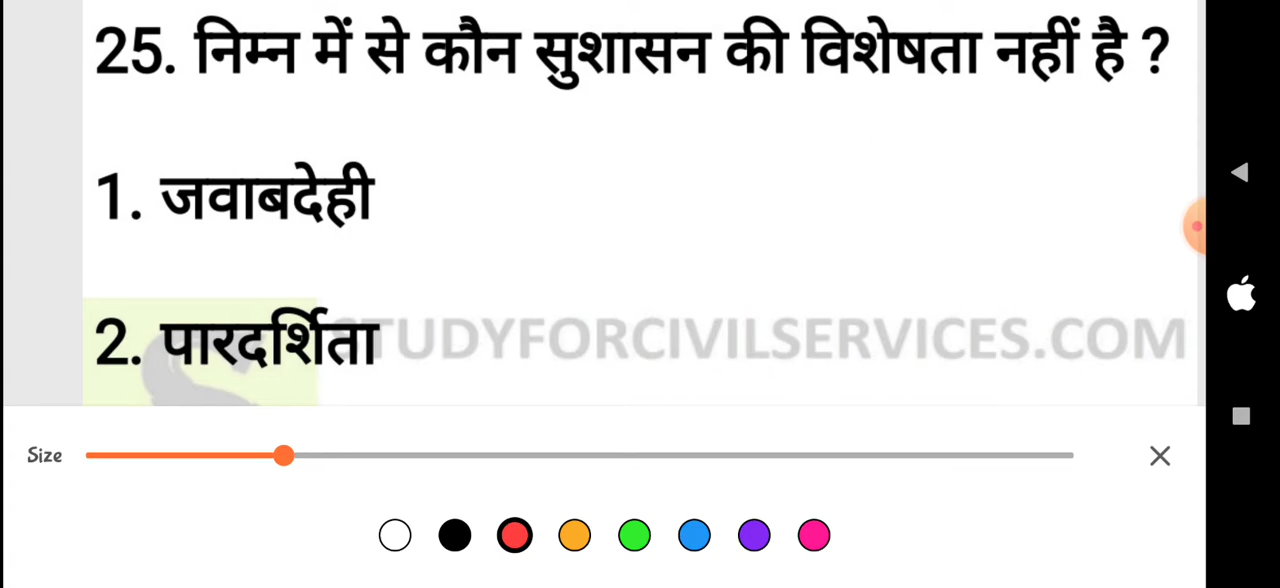 25. निम्न में से कौन सुशासन की विशेषता नहीं है ?
1. जवाबदेही
2. पारदर्शिता
STUDYFORCIVILSERVICES.COM
Size